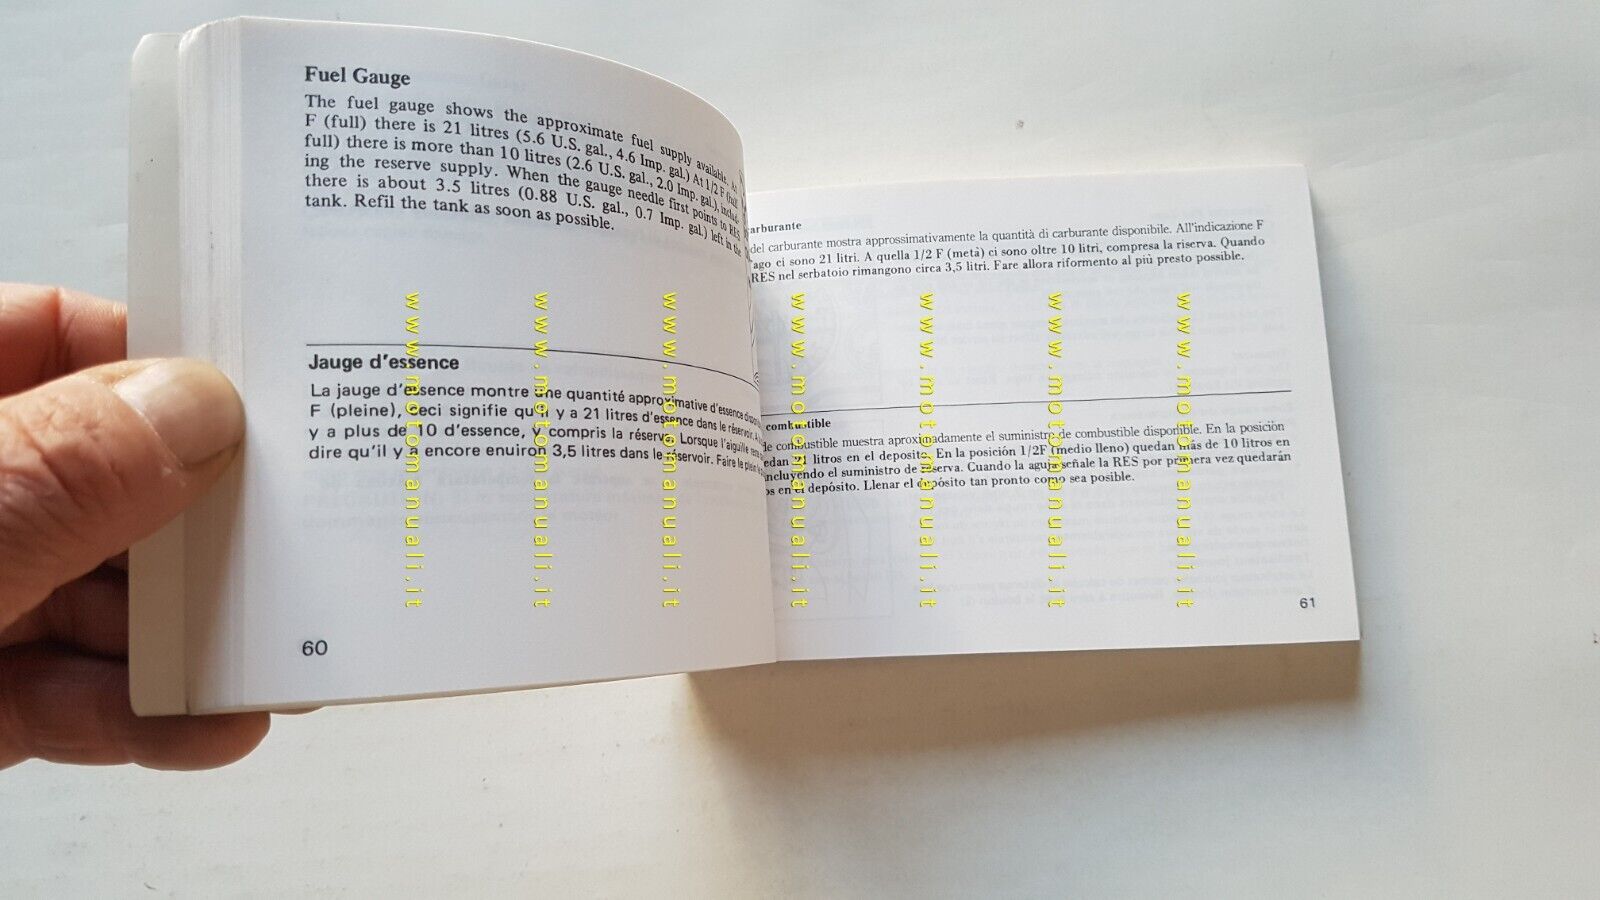 Fuel Gauge
The fuel gauge shows the approximate fuel supply available. At
F (full) there is 21 litres (5.6 U.S. gal., 4.6 Imp. gal.) At 1/2 F (half
full) there is more than 10 litres (2.6 U.S. gal., 2.0 Imp. gal.), includ-
ing the reserve supply. When the gauge needle first points to RES
there is about 3.5 litres (0.88 U.S. gal., 0.7 Imp. gal.) left in the
tank. Refil the tank as soon as possible.
Jauge d'essence
La jauge d'essence montre une quantité approximative d'essence
F (pleine), ceci signifie qu'il y a 21 litres d'essence dans le réservoir. A
y a plus de 10 d'essence, y compris la réserve. Lorsque l'aiguille
dire qu'il y a encore enuiron 3,5 litres dans le réservoir. Faire le plein
60
arburante
del carburante mostra approssimativamente la quantità di carburante disponibile. All'indicazione F
ago ci sono 21 litri. A quella 1/2 F (metà) ci sono oltre 10 litri, compresa la riserva. Quando
RES nel serbatoio rimangono circa 3,5 litri. Fare allora riformento al più presto possibile.
combustible
de combustible muestra aproximadamente el suministro de combustible disponible. En la posición
edan 21 litros en el deposito. En la posición 1/2F (medio lleno) quedan más de 10 litros en
incluyendo el suministro de reserva. Cuando la aguja señale la RES por primera vez quedarán
os en el depósito. Llenar el depósito tan pronto como sea posible.
61
www.motomanuali.it
www.motomanuali.it
www.motomanuali.it
www.motomanuali.it
www.motomanuali.it
www.motomanuali.it
www.motomanuali.it